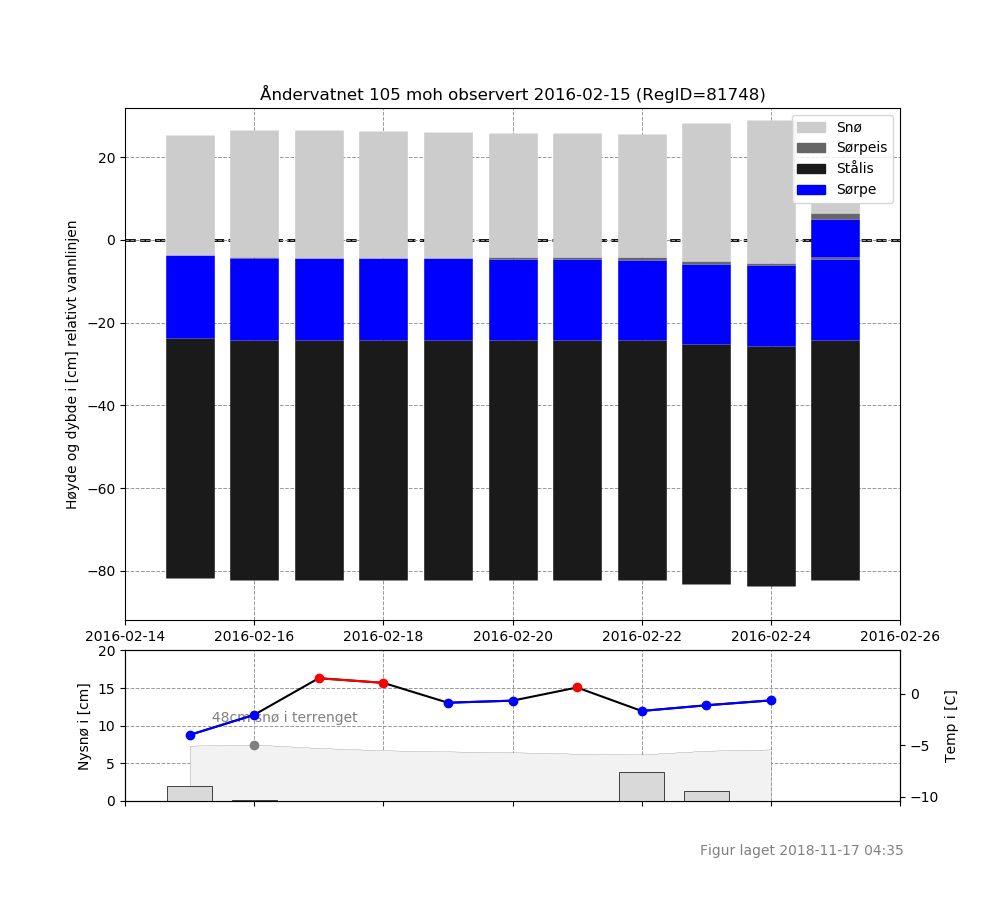 Åndervatnet 105 moh observert 2016-02-15 (RegID=81748)
Snø
Sørpeis
Stålis
Sørpe
Høyde og dybde i [cm] relativt vannlinjen
20
0
−20
−40
−60
−80
2016-02-14 2016-02-16 2016-02-18 2016-02-20 2016-02-22 2016-02-24 2016-02-26
Nysnø i [cm]
20
15
10
5
0
48cm snø i terrenget
0
−5
−10
Temp i [C]
Figur laget 2018-11-17 04:35